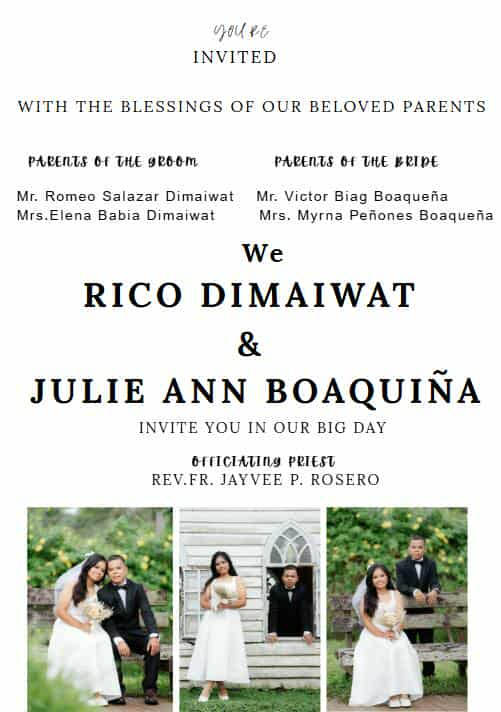 YOU'RE
INVITED
WITH THE BLESSINGS OF OUR BELOVED PARENTS
PARENTS OF THE GROOM
Mr. Romeo Salazar Dimaiwat
Mrs.Elena Babia Dimaiwat
PARENTS OF THE BRIDE
Mr. Victor Biag Boaqueña
Mrs. Myrna Peñones Boaqueña
We
RICO DIMAIWAT
&
JULIE ANN BOAQUIÑA
INVITE YOU IN OUR BIG DAY
OFFICIATING PRIEST
REV.FR. JAYVEE P. ROSERO